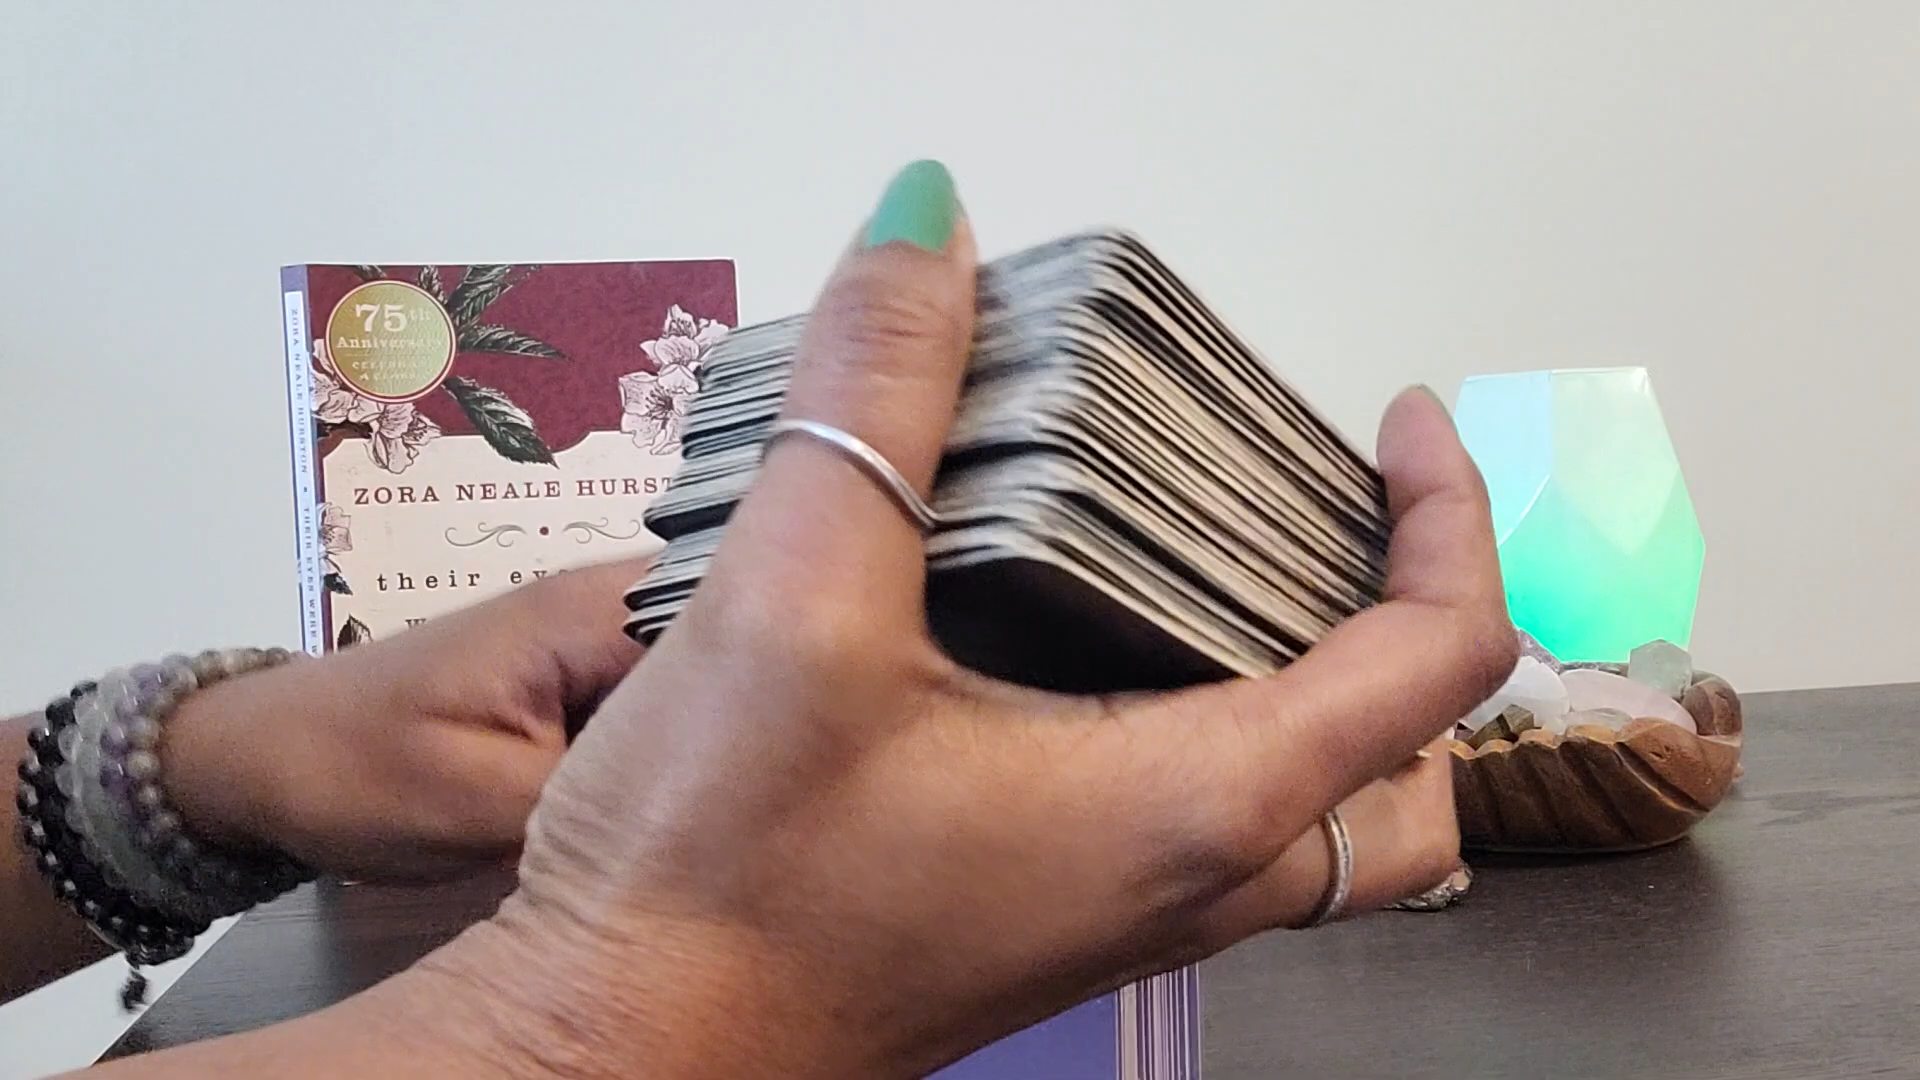 75th
Anniversary
ZORA NEALE HURST
their eye
W
ZORA NEALE HURSTON ★ THEIR EYES WERE W